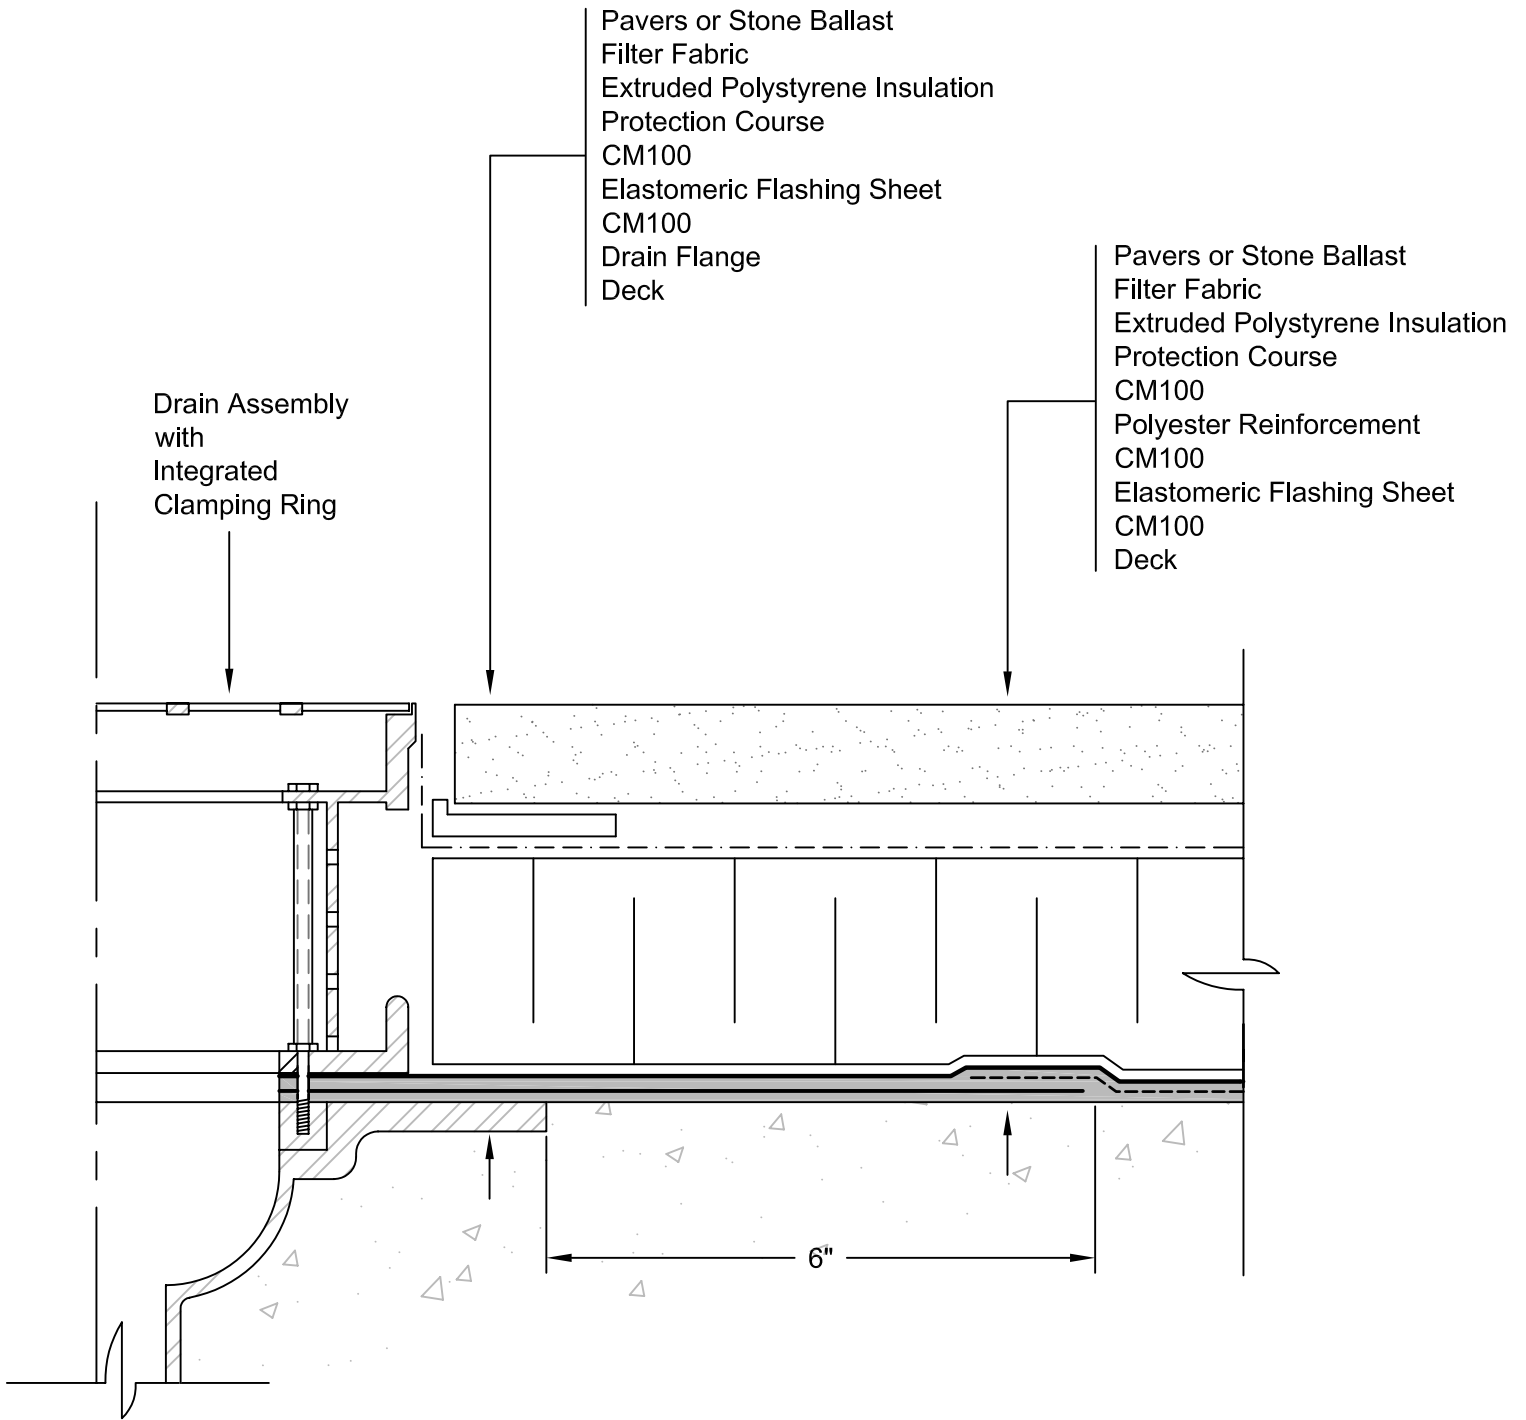 Pavers or Stone Ballast
Filter Fabric
Extruded Polystyrene Insulation
Protection Course
CM100
Elastomeric Flashing Sheet
CM100
Drain Flange
Deck
Pavers or Stone Ballast
Filter Fabric
Extruded Polystyrene Insulation
Protection Course
CM100
Polyester Reinforcement
CM100
Elastomeric Flashing Sheet
CM100
Deck
Drain Assembly
with
Integrated
Clamping Ring
6"